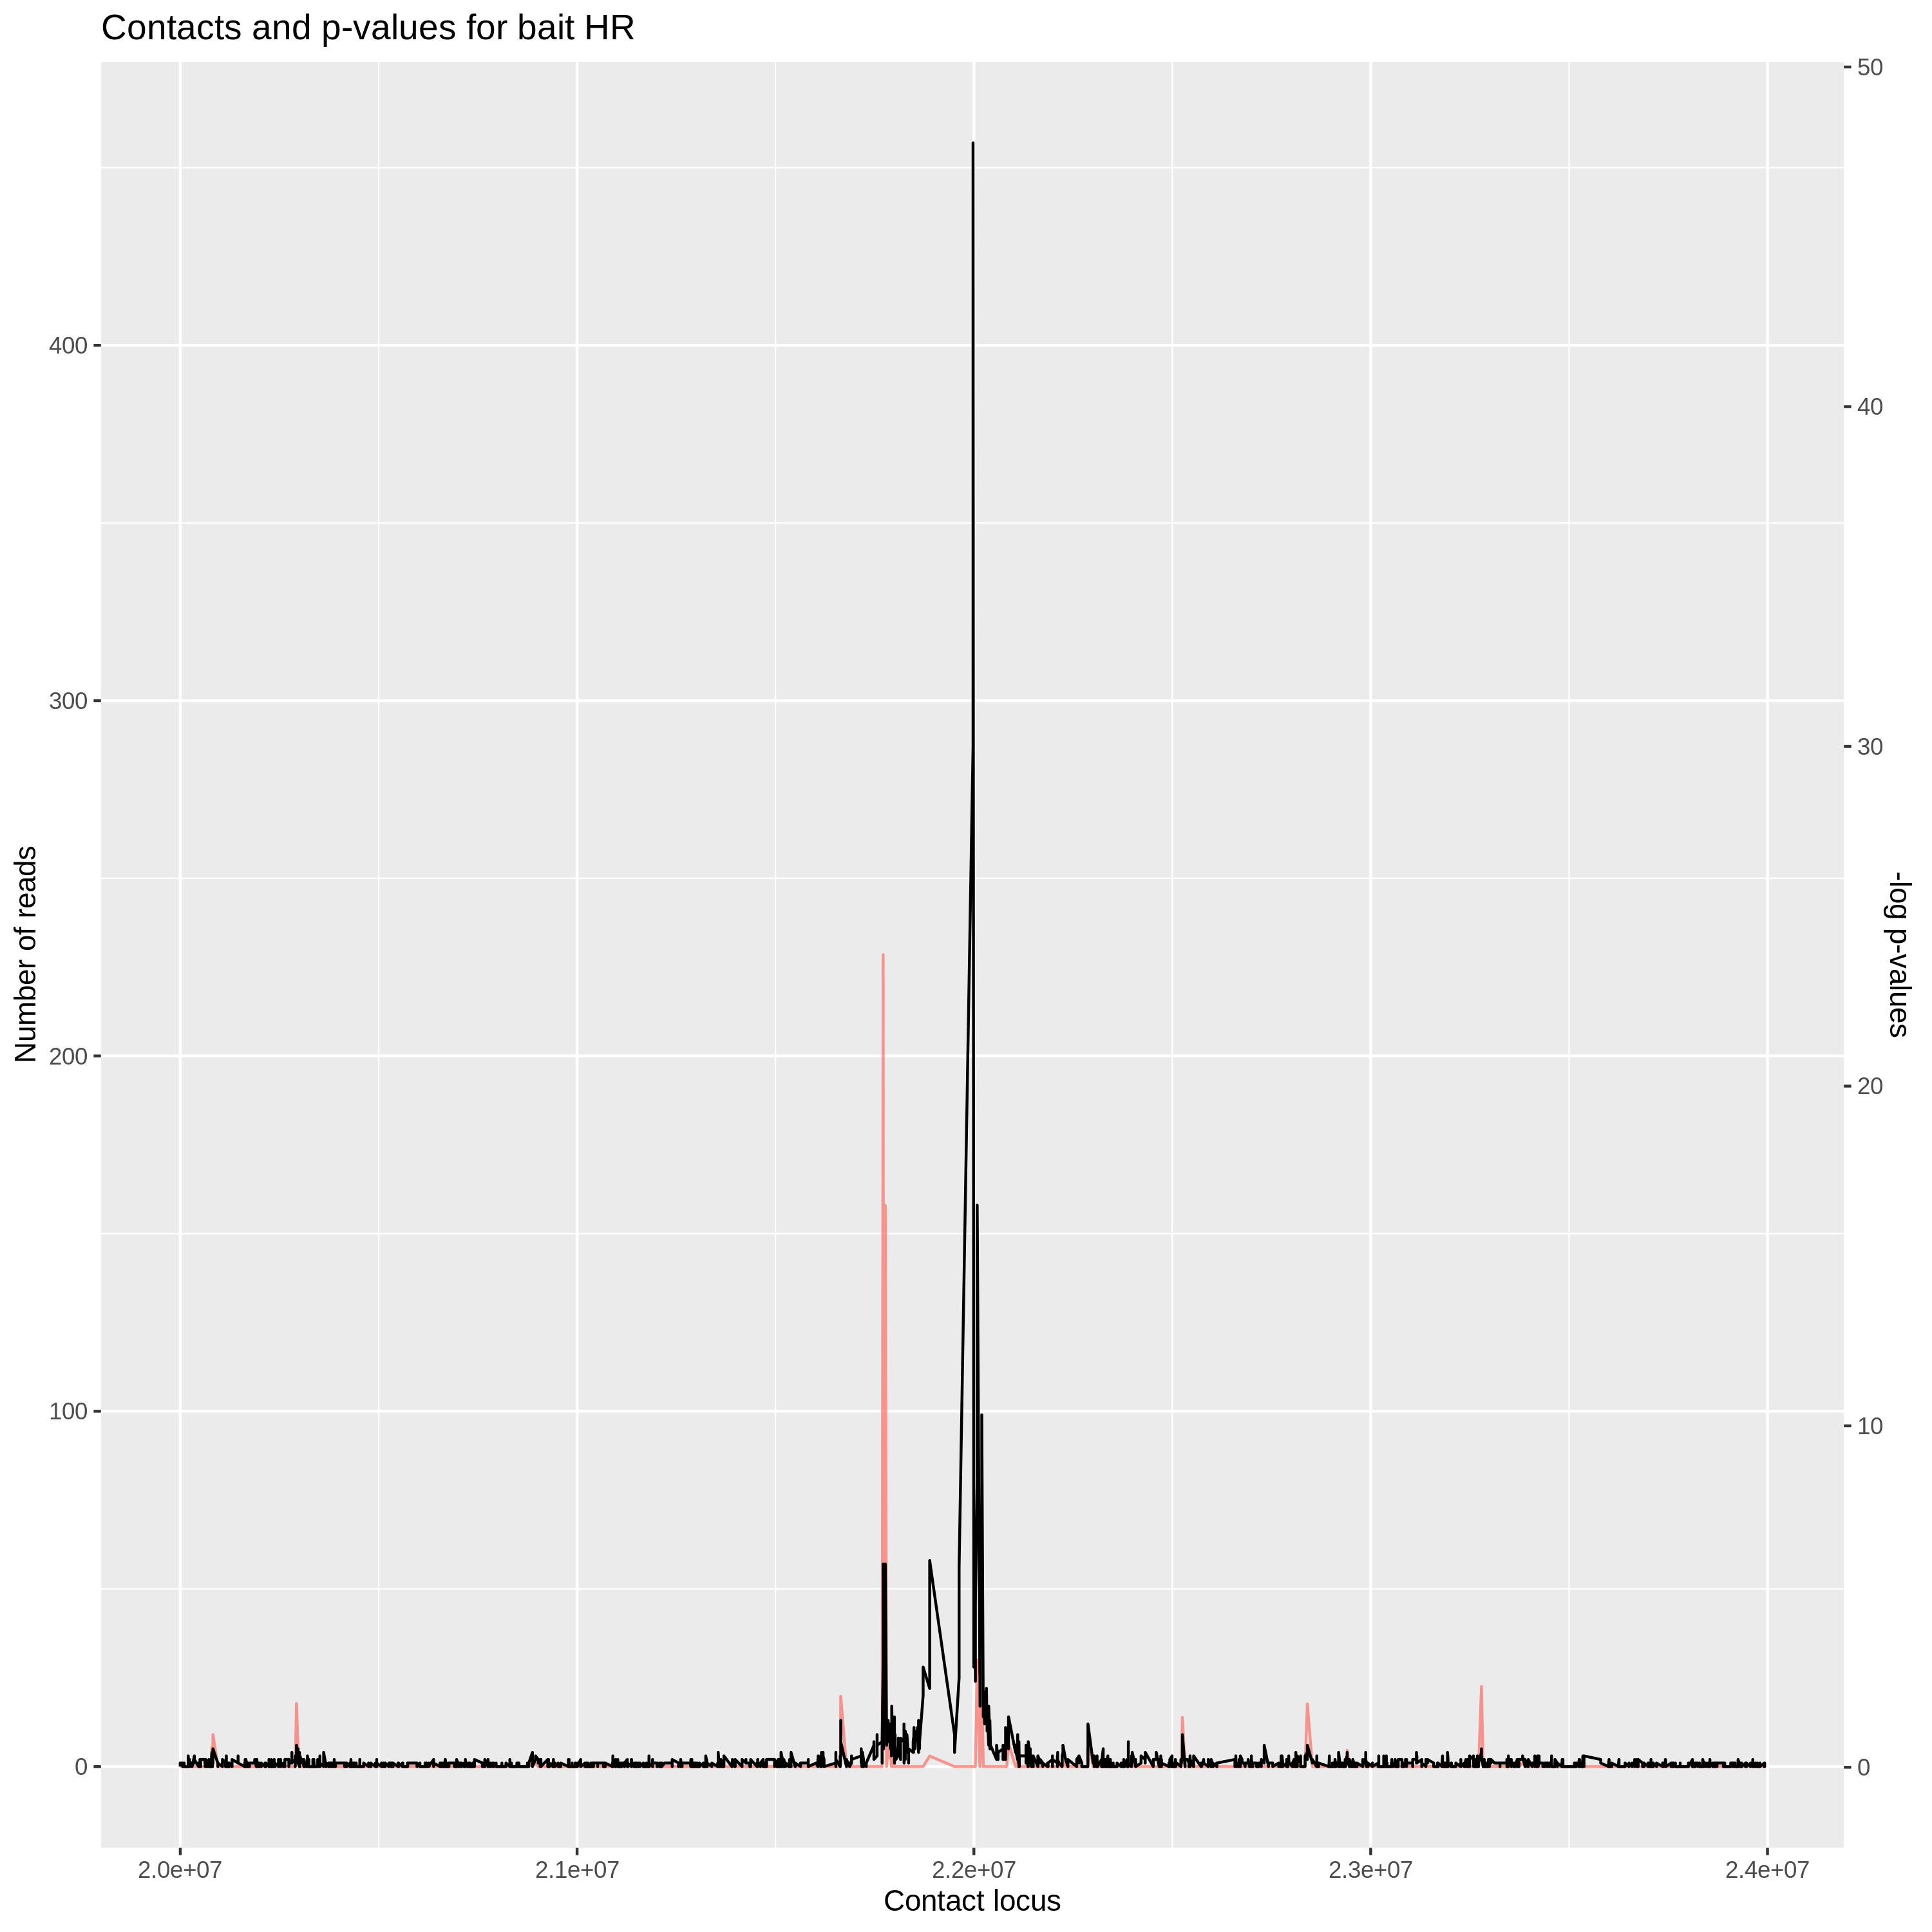 Contacts and p-values for bait HR
Number of reads
400
300
200
100
0
50
40
30
20
10
0
-log p-values
2.0e+07
2.1e+07
2.2e+07
2.3e+07
2.4e+07
Contact locus